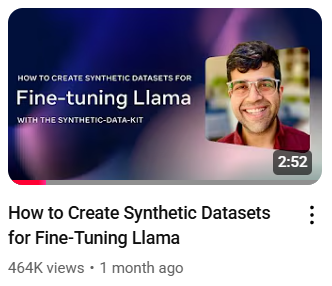 HOW TO CREATE SYNTHETIC DATASETS FOR
Fine-tuning Llama
WITH THE SYNTHETIC-DATA-KIT
2:52
How to Create Synthetic Datasets
for Fine-Tuning Llama
464K views • 1 month ago